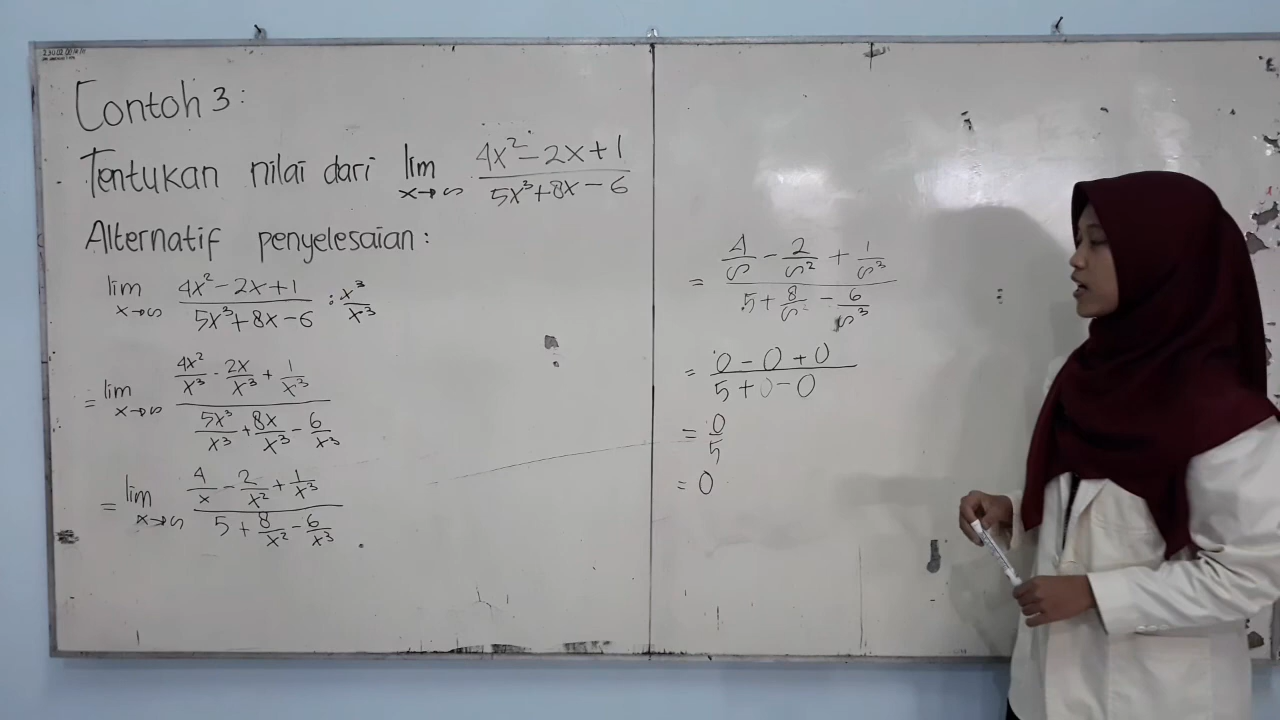 Contoh 3:
Tentukan nilai dari lim x→∞ (4x² - 2x + 1)/(5x³ + 8x - 6)
Alternatif penyelesaian:
lim x→∞ (4x² - 2x + 1)/(5x³ + 8x - 6) : x³/x³
= lim x→∞ (4x²/x³ - 2x/x³ + 1/x³)/(5x³/x³ + 8x/x³ - 6/x³)
= lim x→∞ (4/x - 2/x² + 1/x³)/(5 + 8/x² - 6/x³)
= (4/∞ - 2/∞² + 1/∞³)/(5 + 8/∞² - 6/∞³)
= (0 - 0 + 0)/(5 + 0 - 0)
= 0/5
= 0